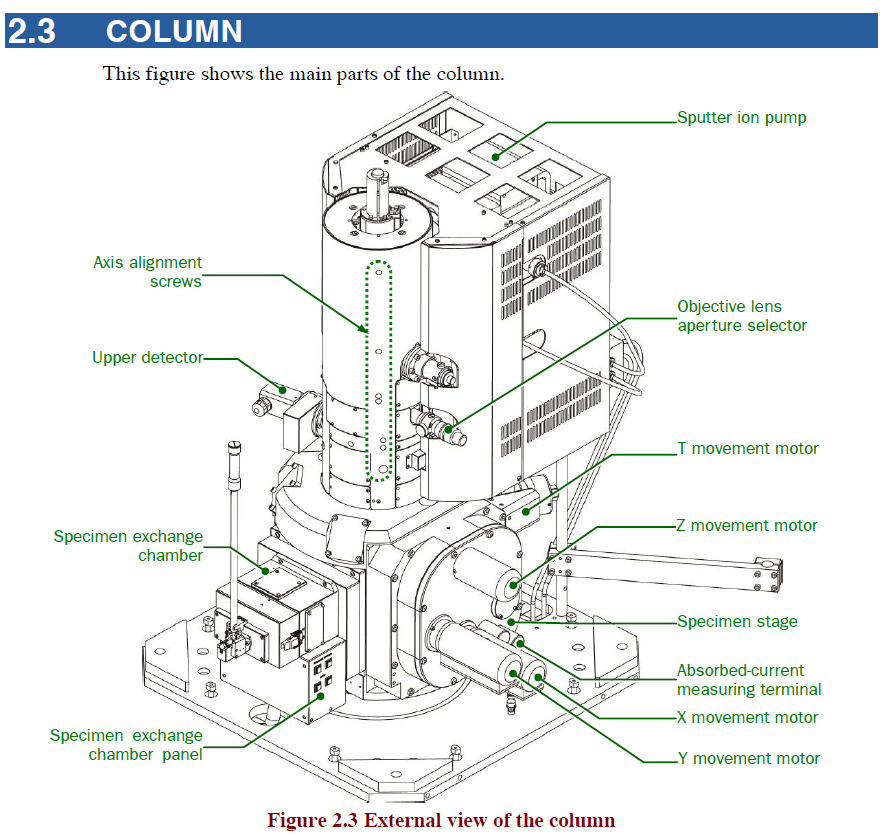 2.3 COLUMN
This figure shows the main parts of the column.
Sputter ion pump
Axis alignment
screws
Objective lens
aperture selector
Upper detector
T movement motor
Z movement motor
Specimen exchange
chamber
Specimen stage
Absorbed-current
measuring terminal
X movement motor
Specimen exchange
chamber panel
Y movement motor
Figure 2.3 External view of the column